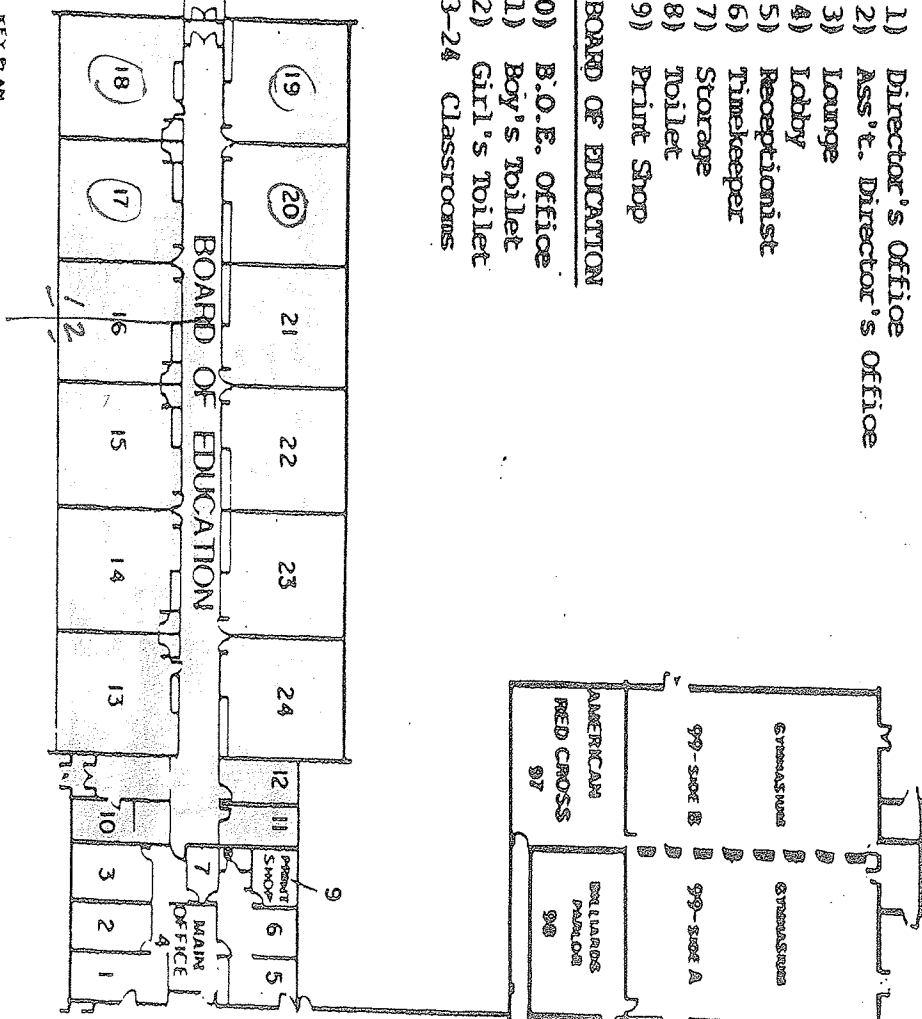 1) Director's Office
2) Ass't. Director's Office
3) Lounge
4) Lobby
5) Receptionist
6) Timekeeper
7) Storage
8) Toilet
9) Print Shop
BOARD OF EDUCATION
0) B.O.E. Office
1) Boy's Toilet
2) Girl's Toilet
3-24 Classrooms
GYMNASIUM
99-SIDE B
AMERICAN
RED CROSS
97
GYMNASIUM
99-SIDE A
BILLIARDS
PARLOR
98
19
20
21
22
23
24
12
11
PRINT
SHOP
9
6
5
BOARD OF EDUCATION
7
MAIN
OFFICE
4
18
17
16
15
14
13
10
3
2
1
12
KEY PLAN